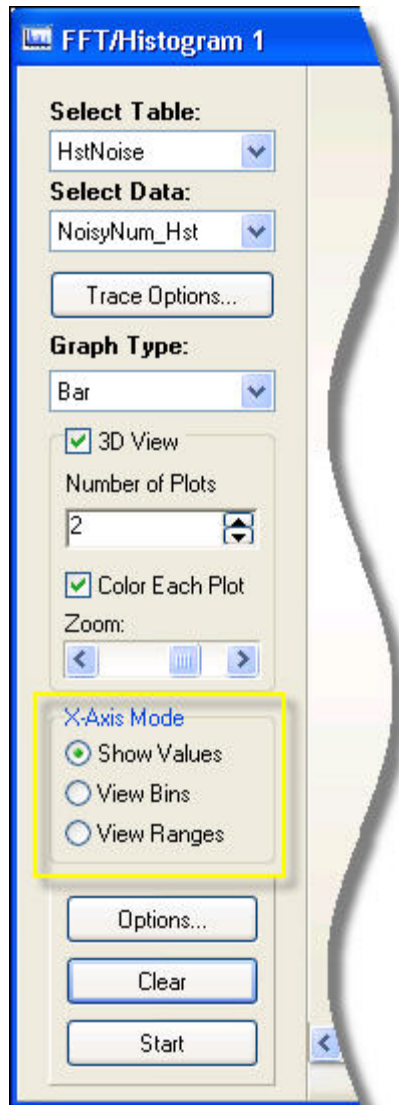 FFT/Histogram 1
Select Table:
HstNoise
Select Data:
NoisyNum_Hst
Trace Options...
Graph Type:
Bar
3D View
Number of Plots
2
Color Each Plot
Zoom:
X-Axis Mode
Show Values
View Bins
View Ranges
Options...
Clear
Start